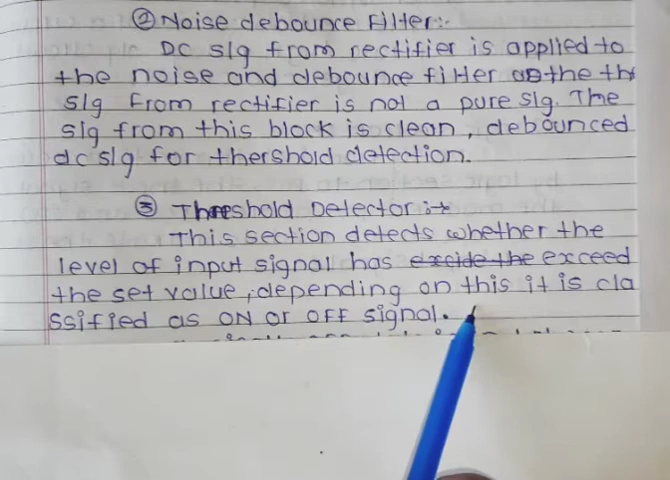 ② Noise debounce Filter:-
DC sig from rectifier is applied to
the noise and debounce filter as the the
sig from rectifier is not a pure sig. The
sig from this block is clean, debounced
dc sig for thershold detection.
③ Threshold Detector :-
This section detects whether the
level of input signal has excide the exceed
the set value, depending on this it is cla
ssified as ON or OFF signal.